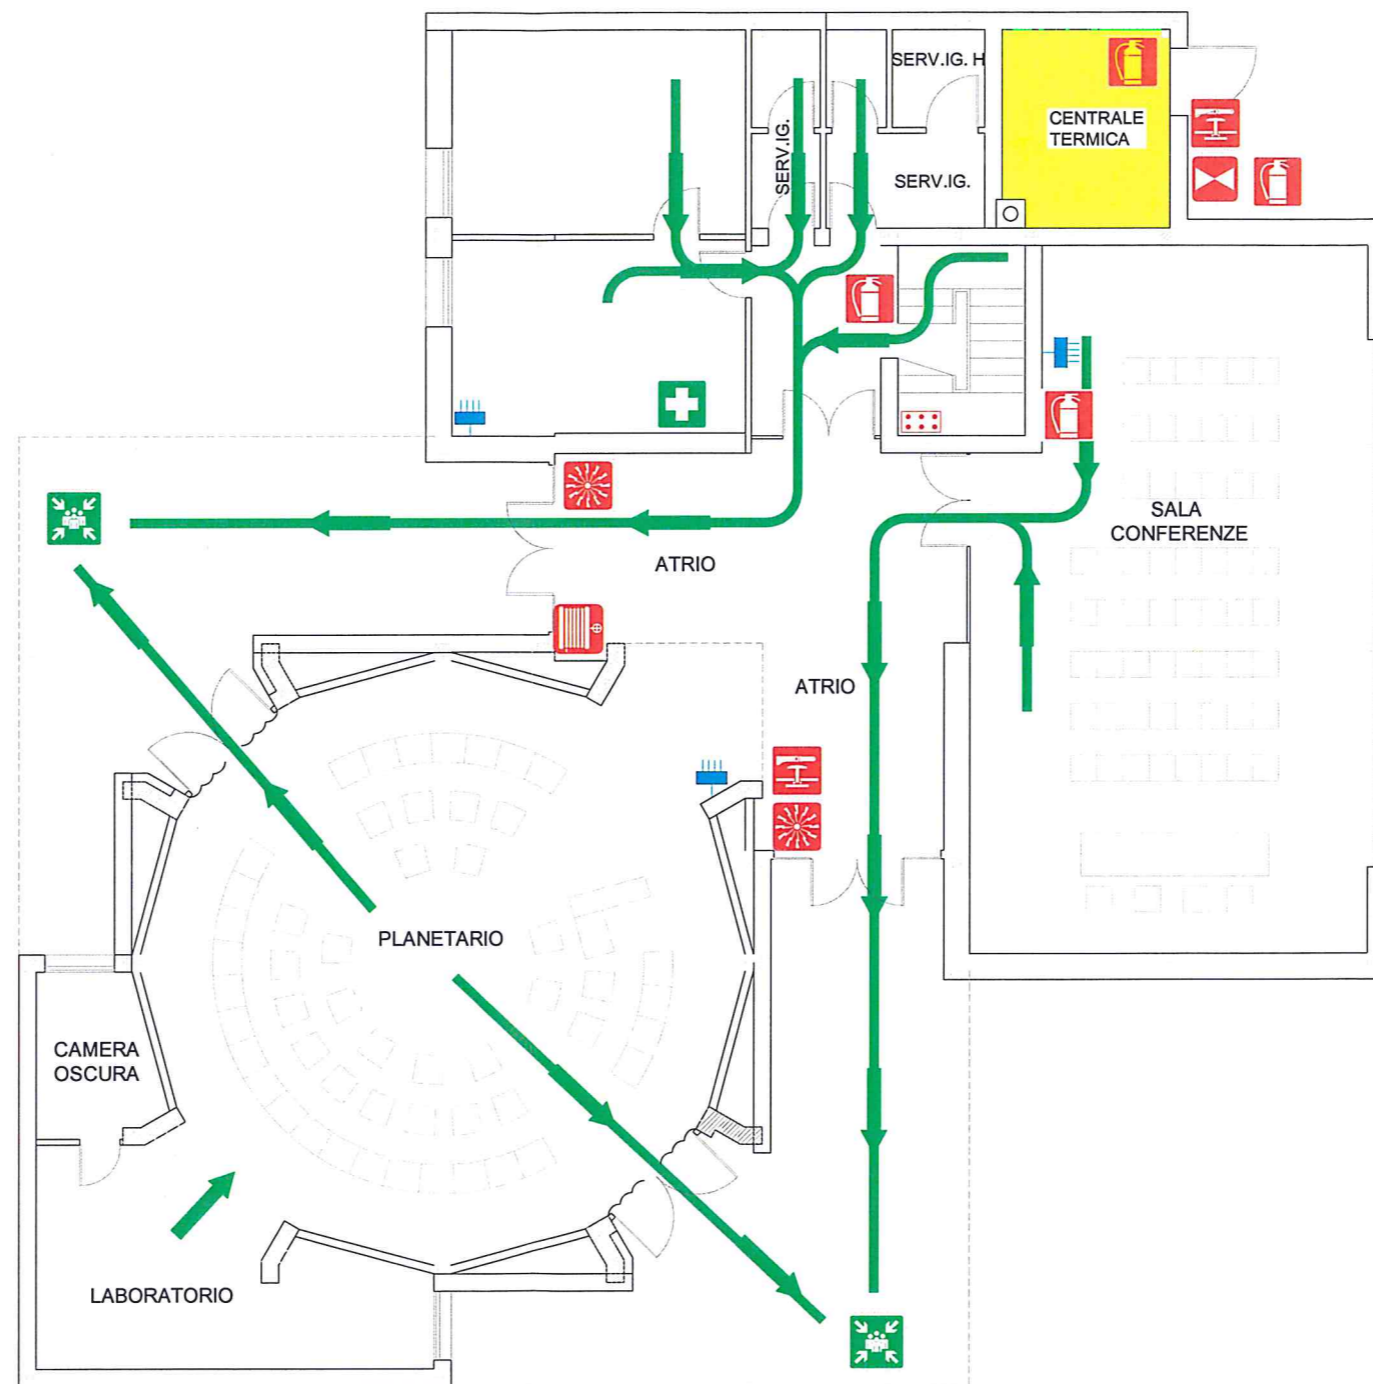 SERV.IG. H
CENTRALE
TERMICA
SERV.IG.
SERV.IG.
SALA
CONFERENZE
ATRIO
ATRIO
PLANETARIO
CAMERA
OSCURA
LABORATORIO